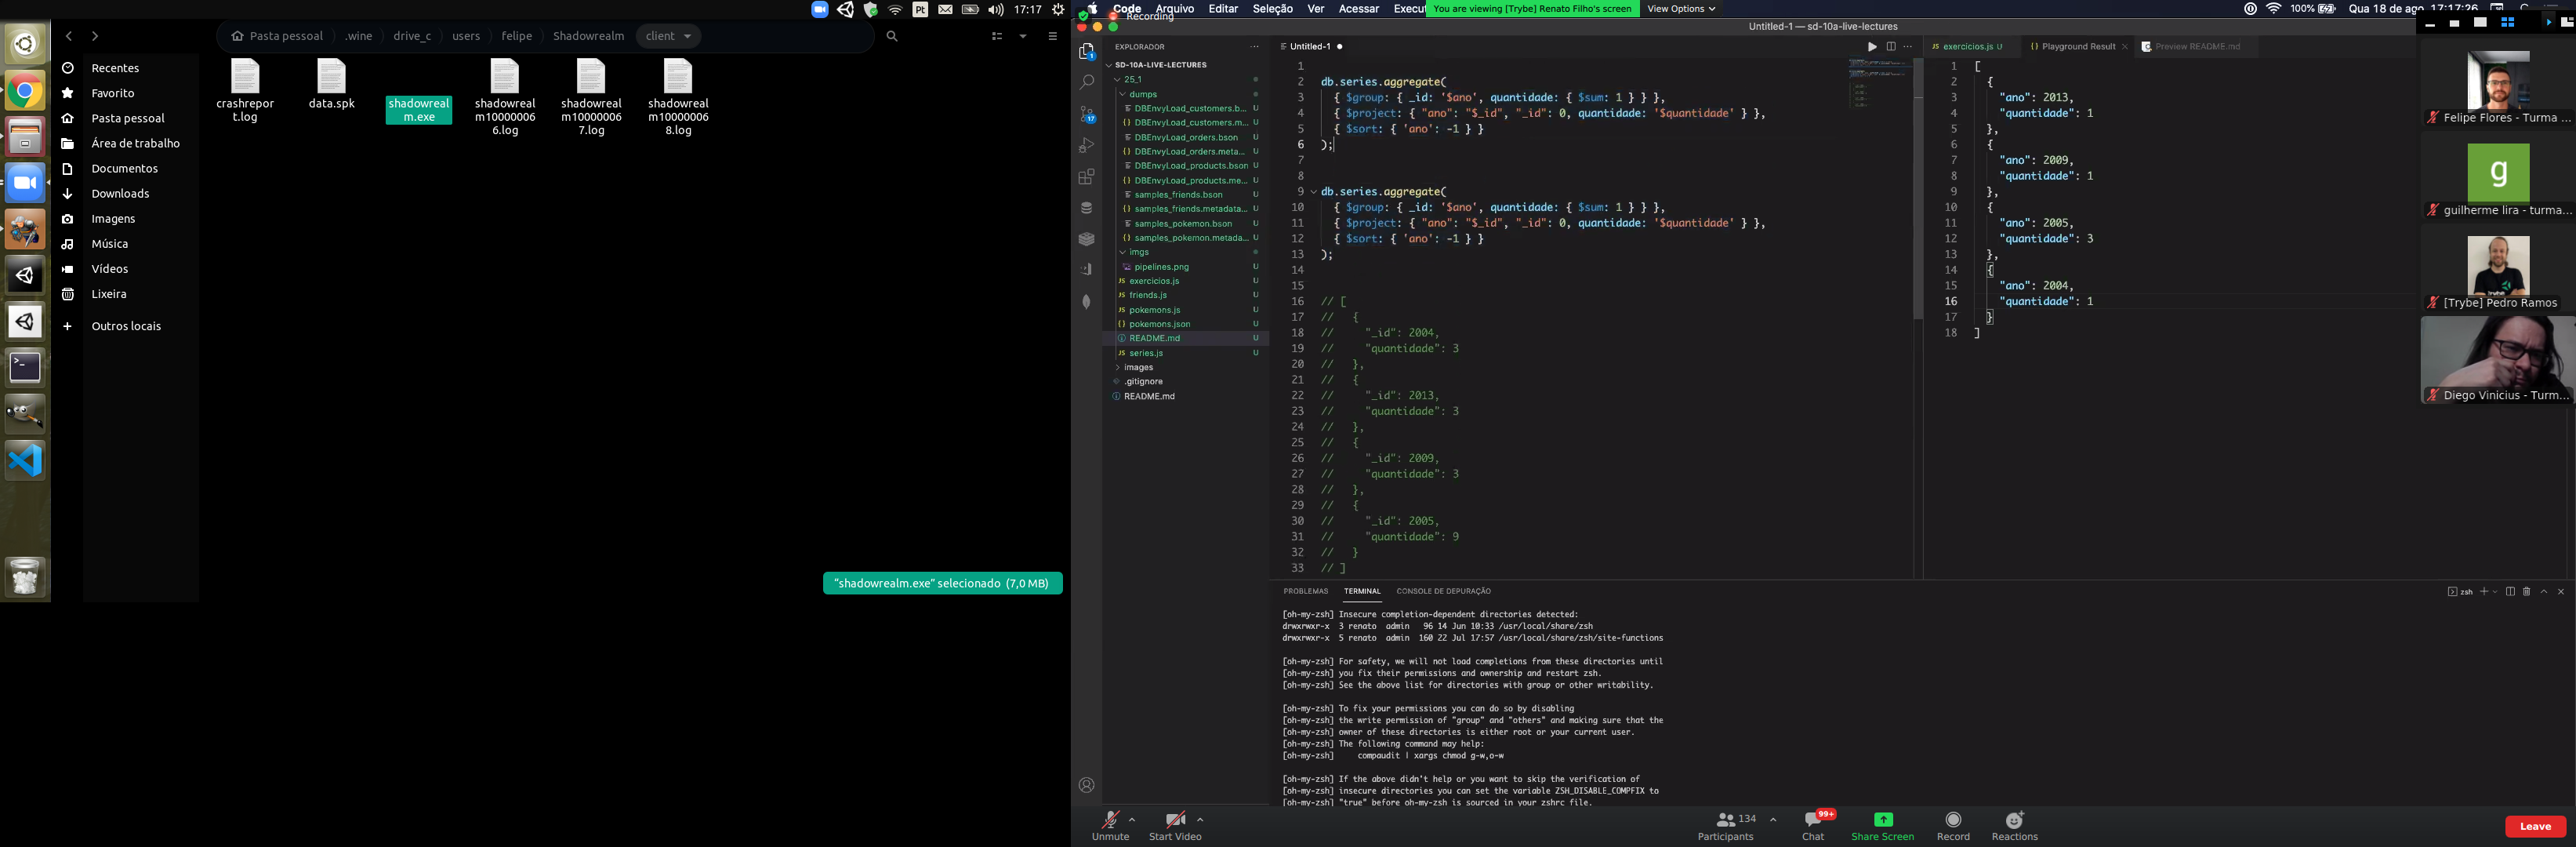 Pt
17:17
Pasta pessoal
.wine
drive_c
users
felipe
Shadowrealm
client
Recentes
Favorito
Pasta pessoal
Área de trabalho
Documentos
Downloads
Imagens
Música
Vídeos
Lixeira
+ Outros locais
crashrepor
t.log
data.spk
shadowreal
m.exe
shadowreal
m10000006
6.log
shadowreal
m10000006
7.log
shadowreal
m10000006
8.log
"shadowrealm.exe" selecionado (7,0 MB)
Code Arquivo Editar Seleção Ver Acessar Execut
Recording
You are viewing [Trybe] Renato Filho's screen
View Options
100%
Qua 18 de ago 17:17:26
Untitled-1 — sd-10a-live-lectures
EXPLORADOR
SD-10A-LIVE-LECTURES
25_1
dumps
DBEnvyLoad_customers.b... U
DBEnvyLoad_customers.m... U
DBEnvyLoad_orders.bson U
DBEnvyLoad_orders.meta... U
DBEnvyLoad_products.bson U
DBEnvyLoad_products.me... U
samples_friends.bson U
samples_friends.metadata... U
samples_pokemon.bson U
samples_pokemon.metada... U
imgs
pipelines.png U
JS exercicios.js U
JS friends.js U
JS pokemons.js U
{} pokemons.json U
README.md U
JS series.js U
images
.gitignore
README.md
1
17
Untitled-1
1
2 db.series.aggregate(
3 { $group: { _id: '$ano', quantidade: { $sum: 1 } } },
4 { $project: { "ano": "$_id", "_id": 0, quantidade: '$quantidade' } },
5 { $sort: { 'ano': -1 } }
6 );
7
8
9 db.series.aggregate(
10 { $group: { _id: '$ano', quantidade: { $sum: 1 } } },
11 { $project: { "ano": "$_id", "_id": 0, quantidade: '$quantidade' } },
12 { $sort: { 'ano': -1 } }
13 );
14
15
16 // [
17 // {
18 // "_id": 2004,
19 // "quantidade": 3
20 // },
21 // {
22 // "_id": 2013,
23 // "quantidade": 3
24 // },
25 // {
26 // "_id": 2009,
27 // "quantidade": 3
28 // },
29 // {
30 // "_id": 2005,
31 // "quantidade": 9
32 // }
33 // ]
JS exercicios.js U
{} Playground Result
Preview README.md
1 [
2 {
3 "ano": 2013,
4 "quantidade": 1
5 },
6 {
7 "ano": 2009,
8 "quantidade": 1
9 },
10 {
11 "ano": 2005,
12 "quantidade": 3
13 },
14 {
15 "ano": 2004,
16 "quantidade": 1
17 }
18 ]
Felipe Flores - Turma ...
g
guilherme lira - turma...
[Trybe] Pedro Ramos
Diego Vinicius - Turm...
PROBLEMAS TERMINAL CONSOLE DE DEPURAÇÃO
zsh
[oh-my-zsh] Insecure completion-dependent directories detected:
drwxrwxr-x 3 renato admin 96 14 Jun 10:33 /usr/local/share/zsh
drwxrwxr-x 5 renato admin 160 22 Jul 17:57 /usr/local/share/zsh/site-functions
[oh-my-zsh] For safety, we will not load completions from these directories until
[oh-my-zsh] you fix their permissions and ownership and restart zsh.
[oh-my-zsh] See the above list for directories with group or other writability.
[oh-my-zsh] To fix your permissions you can do so by disabling
[oh-my-zsh] the write permission of "group" and "others" and making sure that the
[oh-my-zsh] owner of these directories is either root or your current user.
[oh-my-zsh] The following command may help:
[oh-my-zsh] compaudit | xargs chmod g-w,o-w
[oh-my-zsh] If the above didn't help or you want to skip the verification of
[oh-my-zsh] insecure directories you can set the variable ZSH_DISABLE_COMPFIX to
[oh-my-zsh] "true" before oh-my-zsh is sourced in your zshrc file.
Unmute
Start Video
134
Participants
99+
Chat
Share Screen
Record
Reactions
Leave